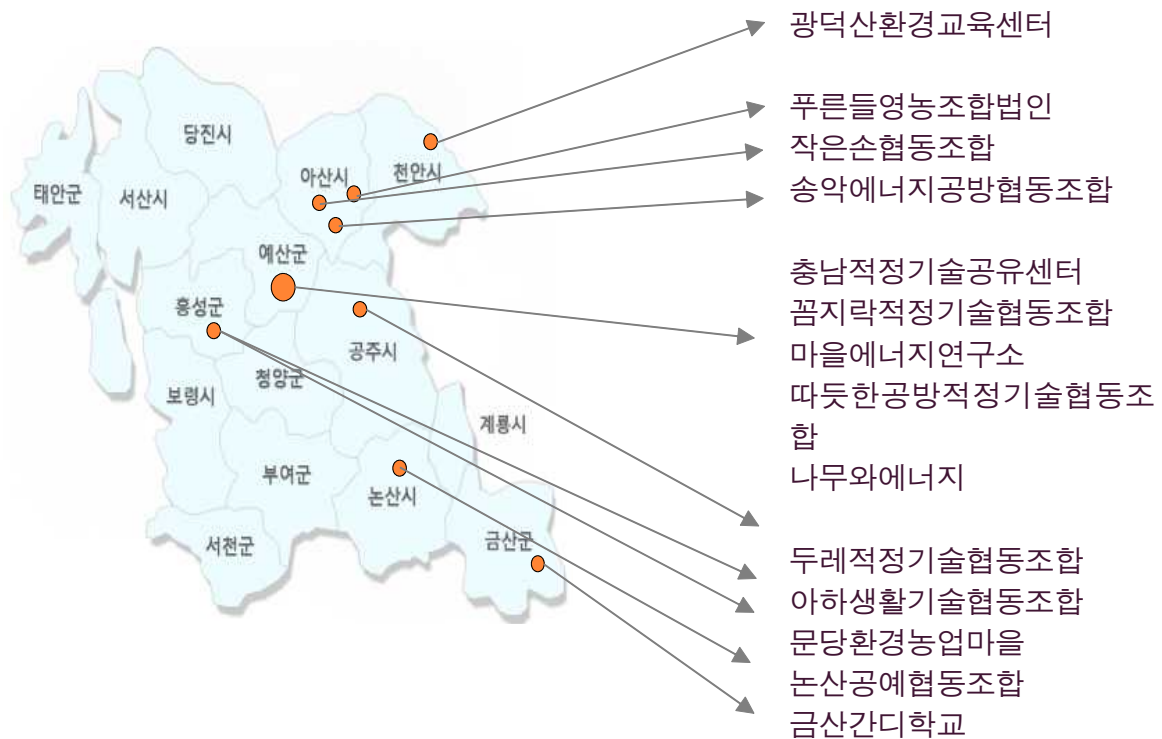 광덕산환경교육센터
푸른들영농조합법인
작은손협동조합
송악에너지공방협동조합
충남적정기술공유센터
꼼지락적정기술협동조합
마을에너지연구소
따듯한공방적정기술협동조
합
나무와에너지
두레적정기술협동조합
아하생활기술협동조합
문당환경농업마을
논산공예협동조합
금산간디학교
당진시
아산시
천안시
태안군
서산시
예산군
홍성군
공주시
청양군
보령시
계룡시
부여군
논산시
서천군
금산군